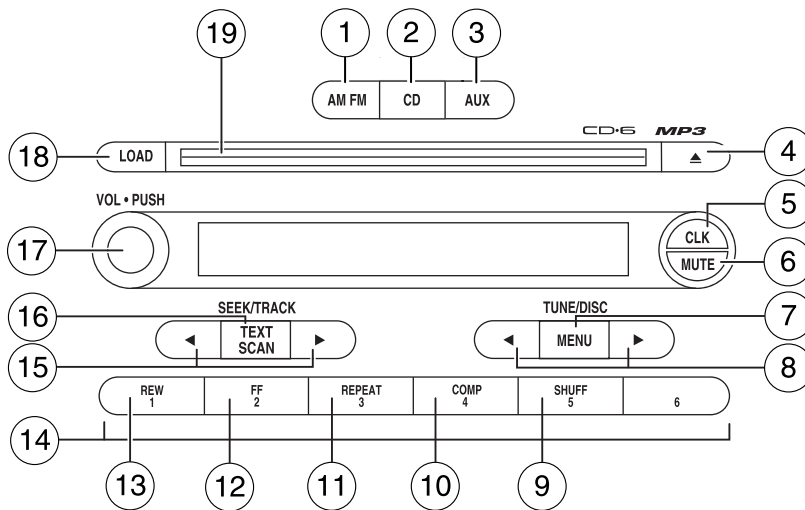 19
1
2
3
AM FM
CD
AUX
CD•6
MP3
18
LOAD
4
VOL • PUSH
5
17
CLK
MUTE
6
SEEK/TRACK
TUNE/DISC
16
TEXT
SCAN
MENU
7
15
8
REW
1
FF
2
REPEAT
3
COMP
4
SHUFF
5
6
14
13
12
11
10
9